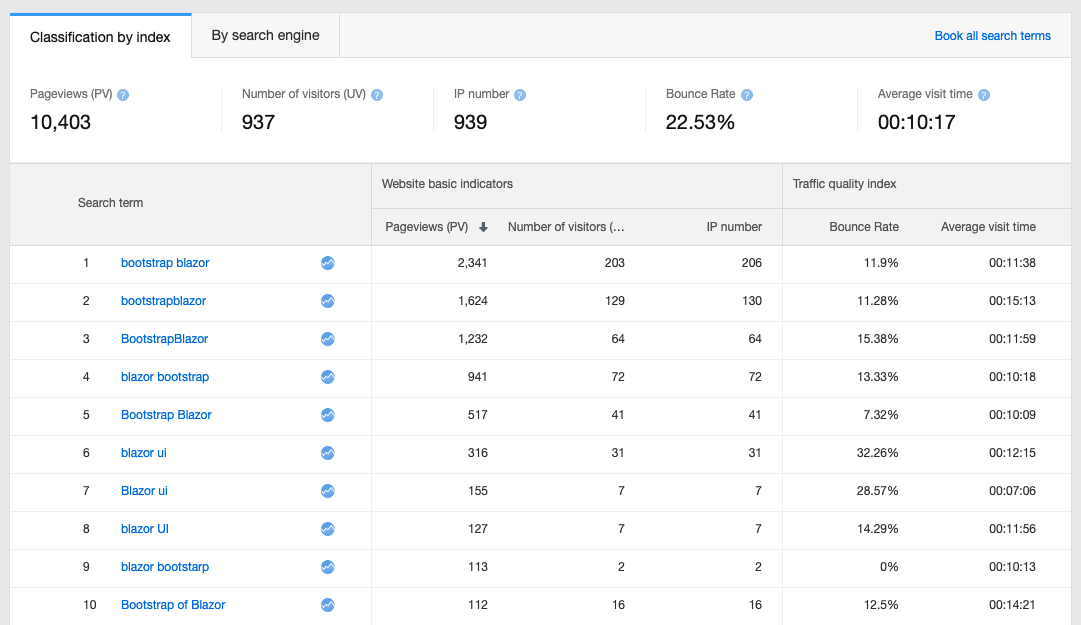 Classification by index By search engine Book all search terms
Pageviews (PV) ? Number of visitors (UV) ? IP number ? Bounce Rate ? Average visit time ?
10,403 937 939 22.53% 00:10:17
Website basic indicators Traffic quality index
Search term
Pageviews (PV) Number of visitors (... IP number Bounce Rate Average visit time
1 bootstrap blazor 2,341 203 206 11.9% 00:11:38
2 bootstrapblazor 1,624 129 130 11.28% 00:15:13
3 BootstrapBlazor 1,232 64 64 15.38% 00:11:59
4 blazor bootstrap 941 72 72 13.33% 00:10:18
5 Bootstrap Blazor 517 41 41 7.32% 00:10:09
6 blazor ui 316 31 31 32.26% 00:12:15
7 Blazor ui 155 7 7 28.57% 00:07:06
8 blazor UI 127 7 7 14.29% 00:11:56
9 blazor bootstarp 113 2 2 0% 00:10:13
10 Bootstrap of Blazor 112 16 16 12.5% 00:14:21